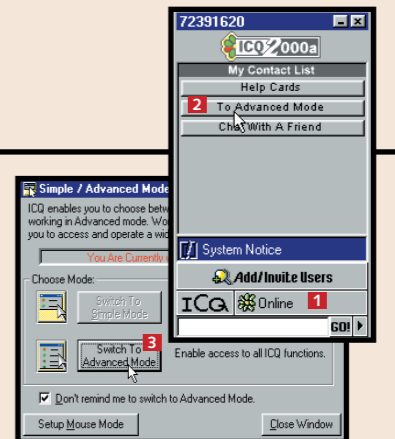 72391620
ICQ 2000a
My Contact List
Help Cards
2 To Advanced Mode
Chat With A Friend
System Notice
Add/Invite Users
ICQ Online 1
GO!
Simple / Advanced Mode
ICQ enables you to choose
working in Advanced mode.
you to access and operate a
You Are Currently
Choose Mode:
Switch To
Simple Mode
Switch To 3
Advanced Mode
Enable access to all ICQ functions.
Don't remind me to switch to Advanced Mode.
Setup Mouse Mode
Close Window